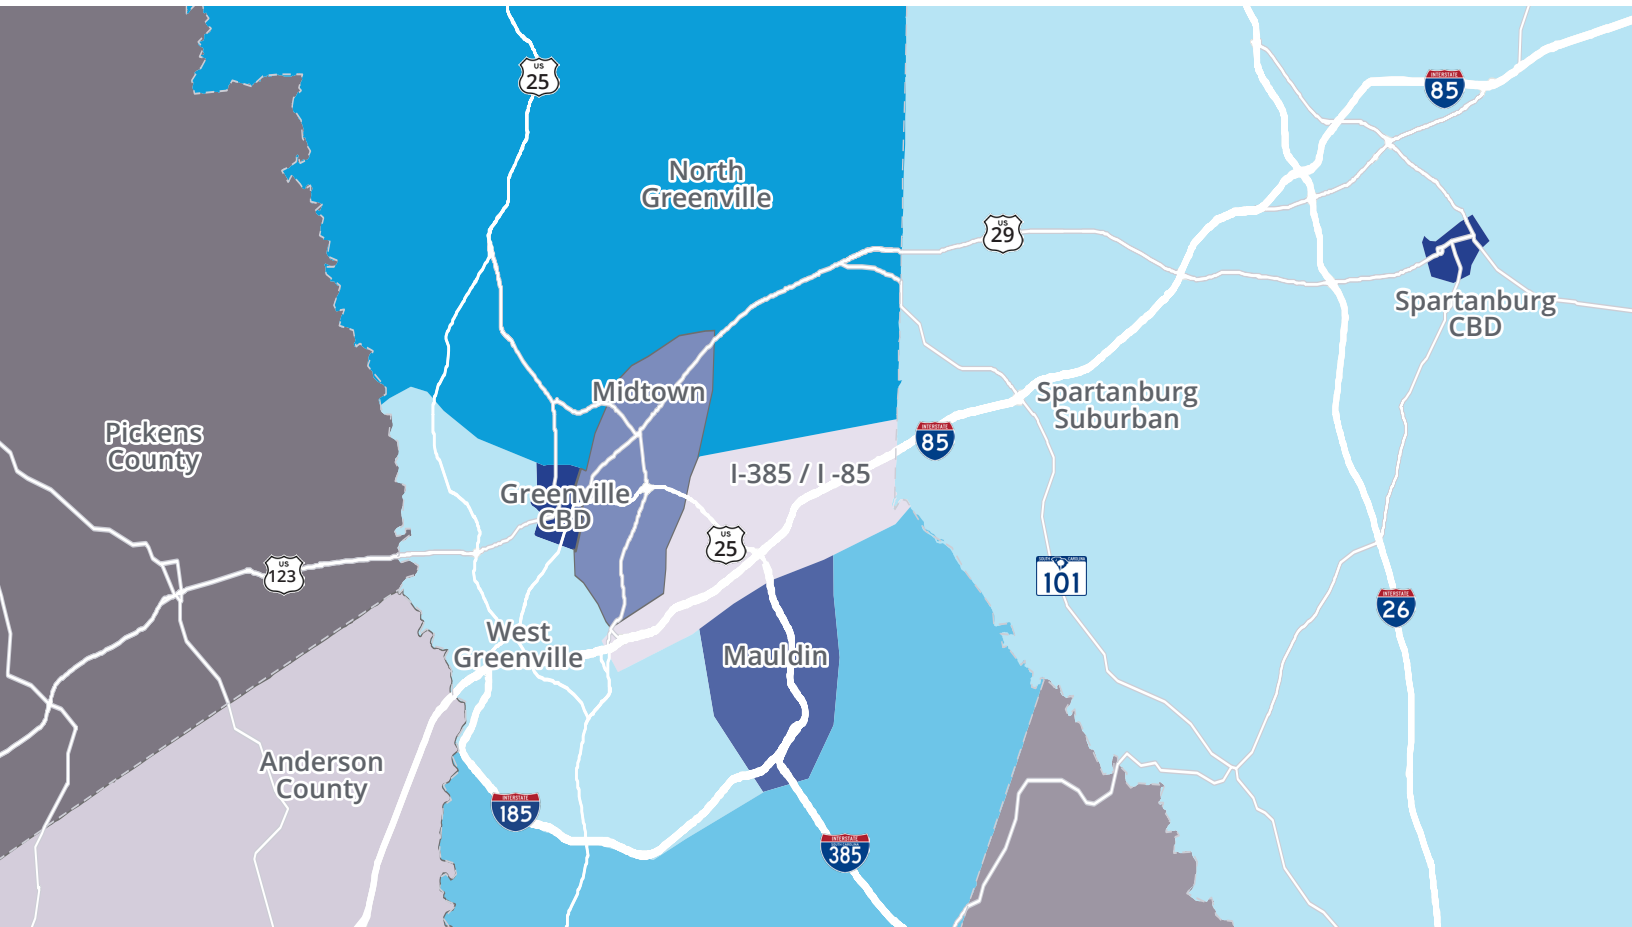 US
25
INTERSTATE
85
North
Greenville
US
29
Spartanburg
CBD
Midtown
Spartanburg
Suburban
Pickens
County
INTERSTATE
85
I-385 / I -85
Greenville
CBD
US
25
US
123
SOUTH CAROLINA
101
INTERSTATE
26
West
Greenville
Mauldin
Anderson
County
INTERSTATE
185
INTERSTATE
SOUTH CAROLINA
385